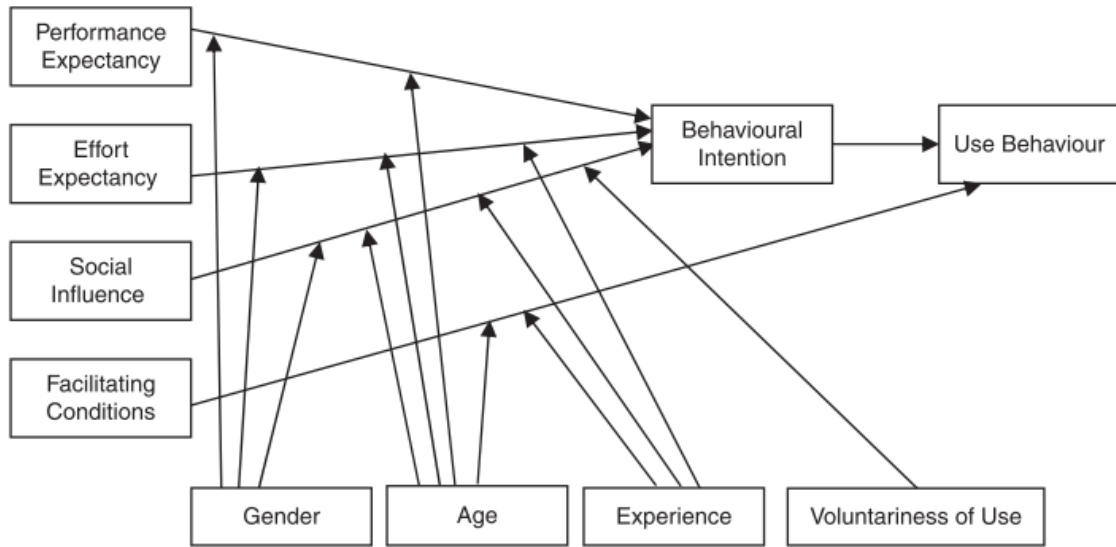 Performance
Expectancy
Effort
Expectancy
Social
Influence
Facilitating
Conditions
Behavioural
Intention
Use Behaviour
Gender
Age
Experience
Voluntariness of Use